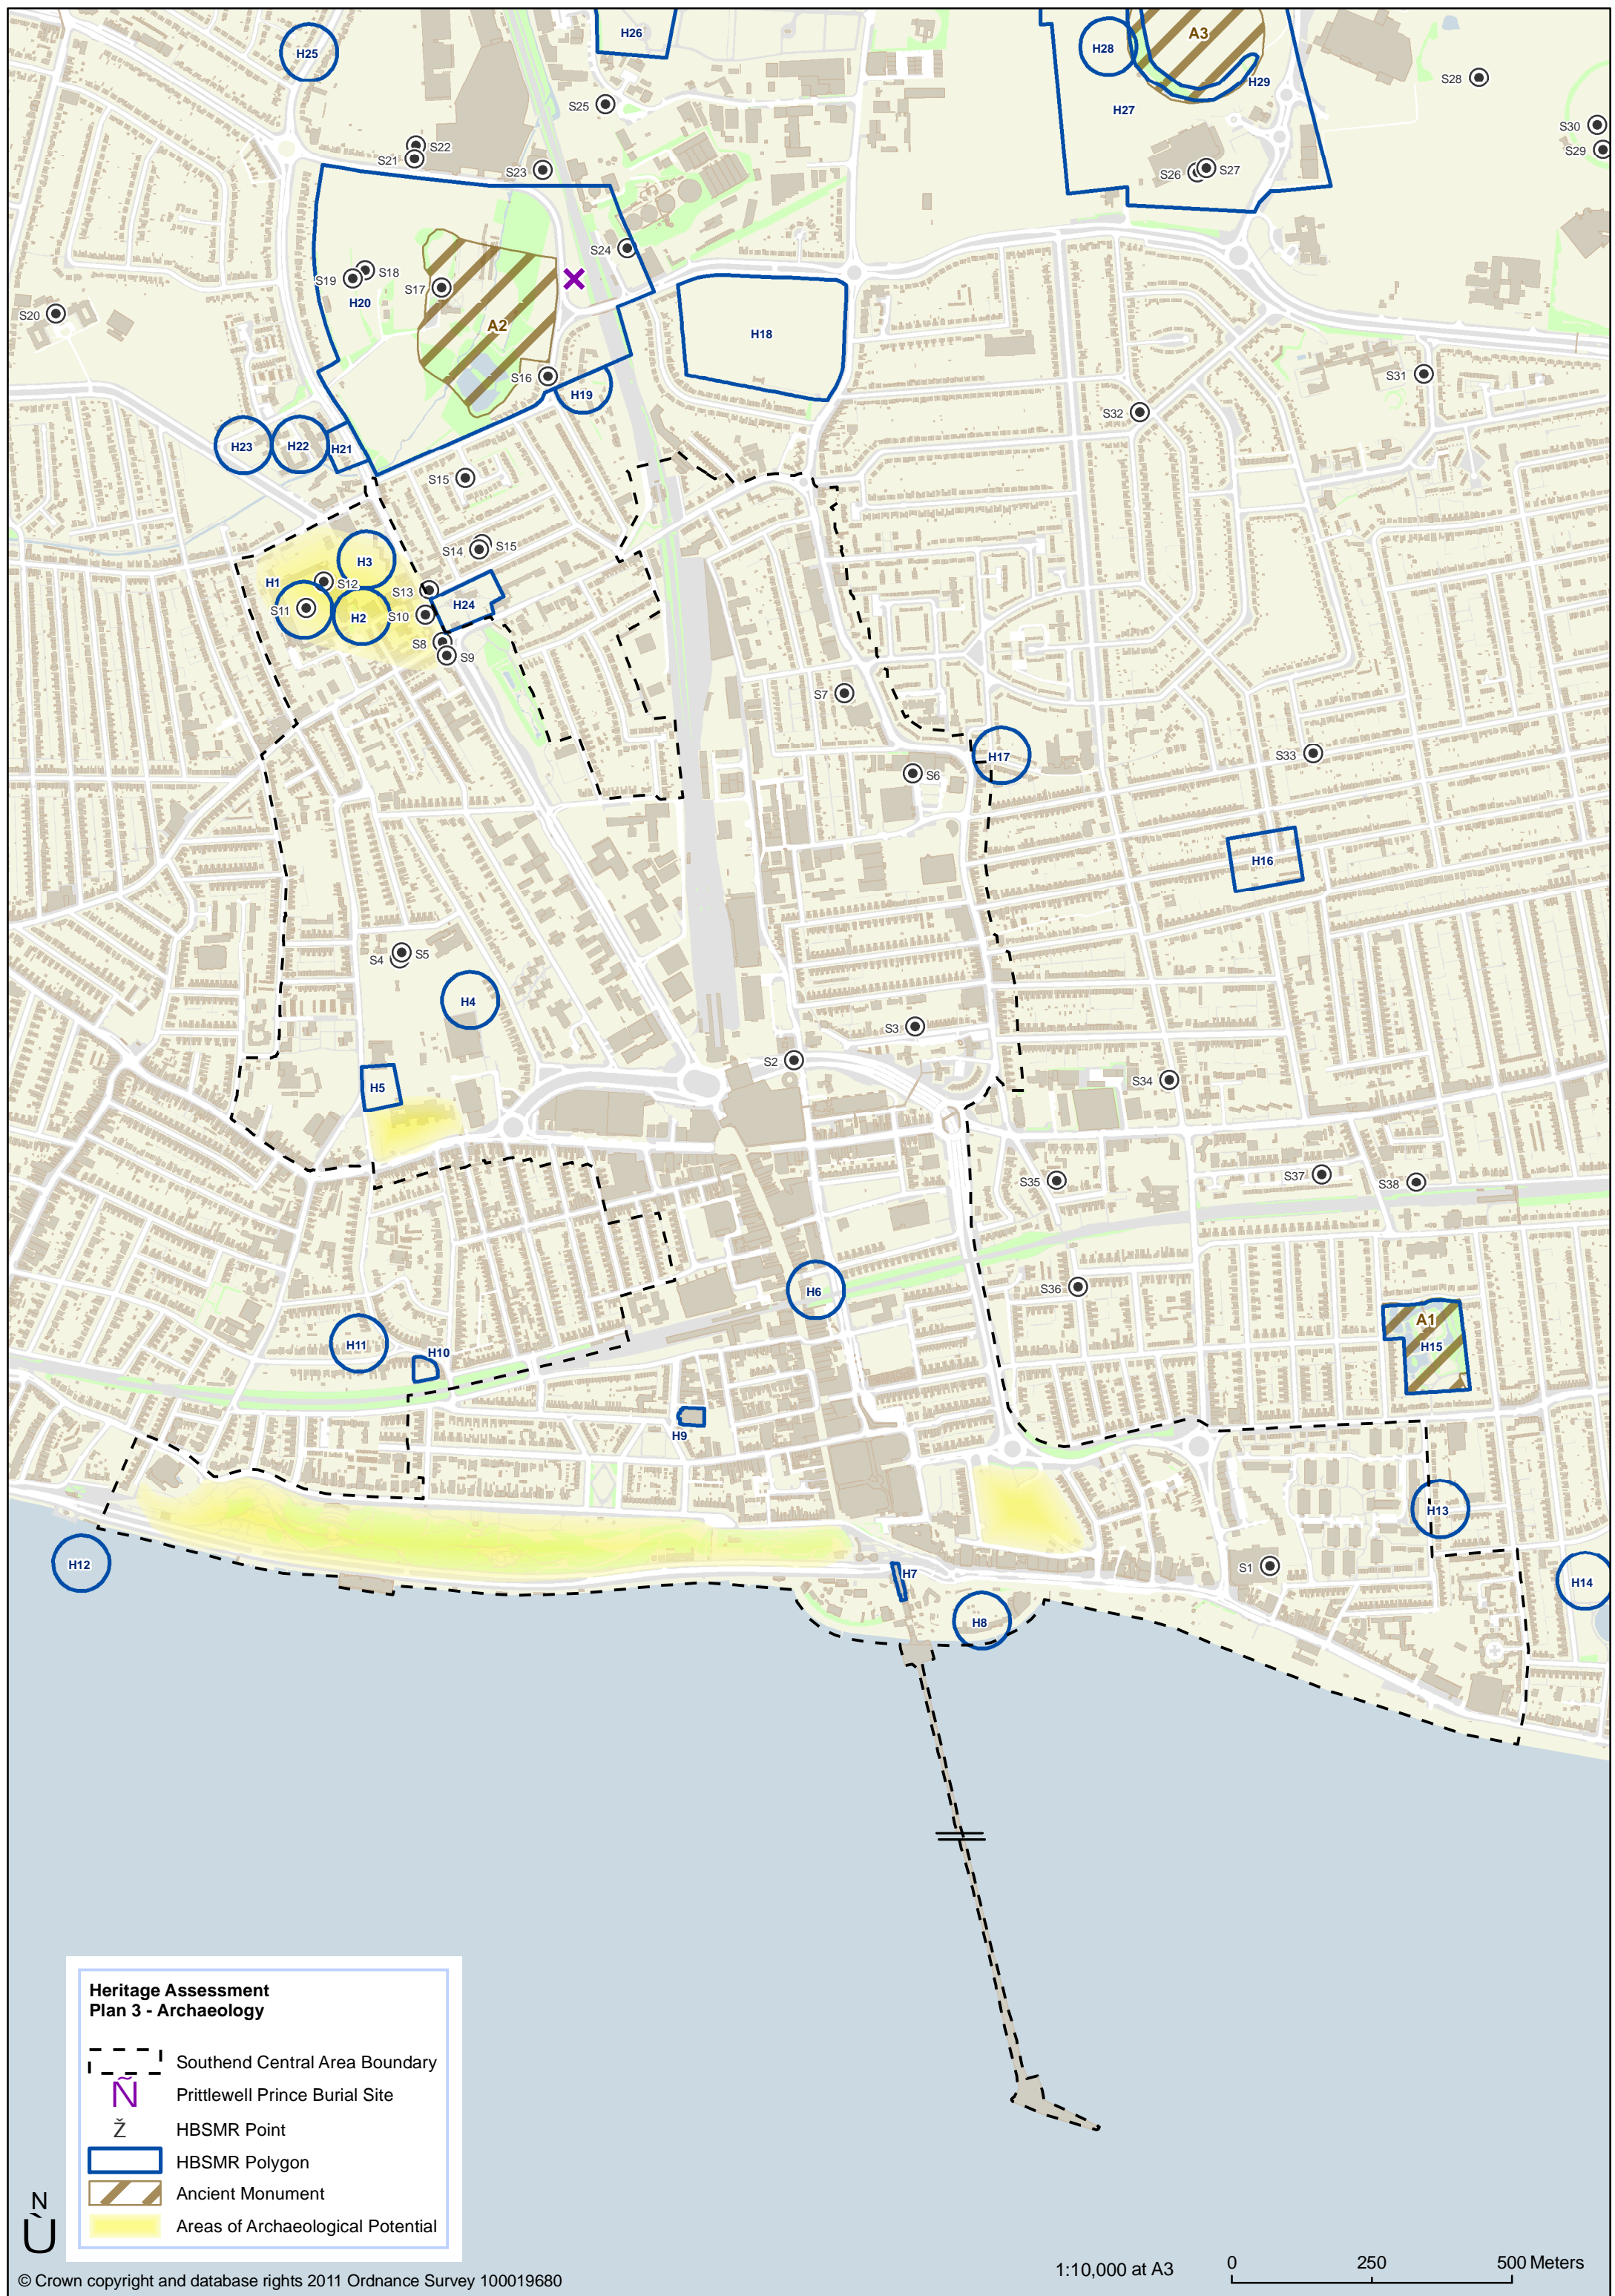 H26
A3
H25
H28
S28
H29
S25
H27
S30
S22
S21
S29
S23
S26
S27
S24
S18
S19
S17
H20
S20
A2
H18
S31
S16
H19
S32
H23
H22
H21
S15
S14
S15
H3
H1
S12
S13
H24
S11
H2
S10
S8
S9
S7
H17
S33
S6
H16
S5
S4
H4
S3
S2
S34
H5
S37
S35
S38
S36
H6
A1
H11
H15
H10
H9
H13
H12
S1
H7
H14
H8
Heritage Assessment
Plan 3 - Archaeology
Southend Central Area Boundary
Ñ Prittlewell Prince Burial Site
Ž HBSMR Point
HBSMR Polygon
Ancient Monument
Areas of Archaeological Potential
N
Ù
1:10,000 at A3
0 250 500 Meters
© Crown copyright and database rights 2011 Ordnance Survey 100019680